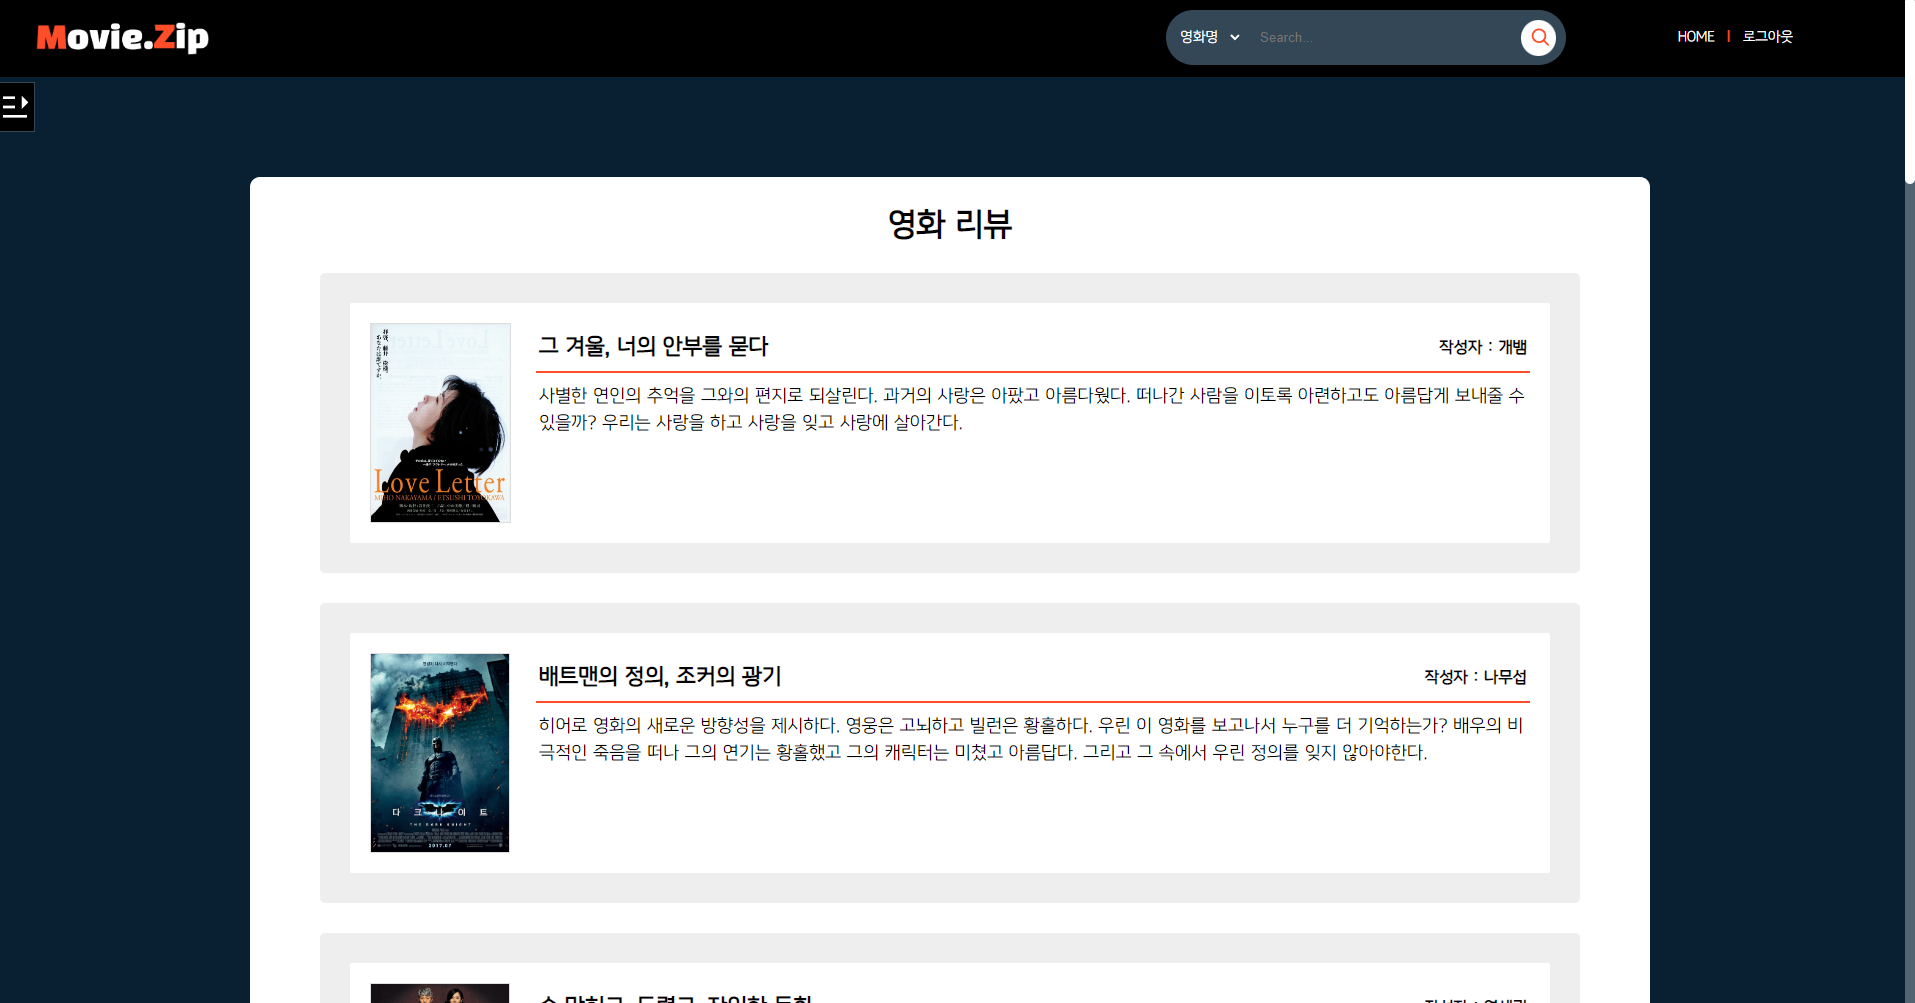 Movie.Zip
영화명
Search...
HOME | 로그아웃
영화 리뷰
그 겨울, 너의 안부를 묻다
작성자 : 개뱀
사별한 연인의 추억을 그와의 편지로 되살린다. 과거의 사랑은 아팠고 아름다웠다. 떠나간 사람을 이토록 아련하고도 아름답게 보내줄 수
있을까? 우리는 사랑을 하고 사랑을 잊고 사랑에 살아간다.
Love Letter
MIHO NAKAYAMA / ETSUSHI TOYOKAWA
배트맨의 정의, 조커의 광기
작성자 : 나무섭
히어로 영화의 새로운 방향성을 제시하다. 영웅은 고뇌하고 빌런은 황홀하다. 우린 이 영화를 보고나서 누구를 더 기억하는가? 배우의 비
극적인 죽음을 떠나 그의 연기는 황홀했고 그의 캐릭터는 미쳤고 아름답다. 그리고 그 속에서 우린 정의를 잊지 않아야한다.
다크나이트
THE DARK KNIGHT
2017.07